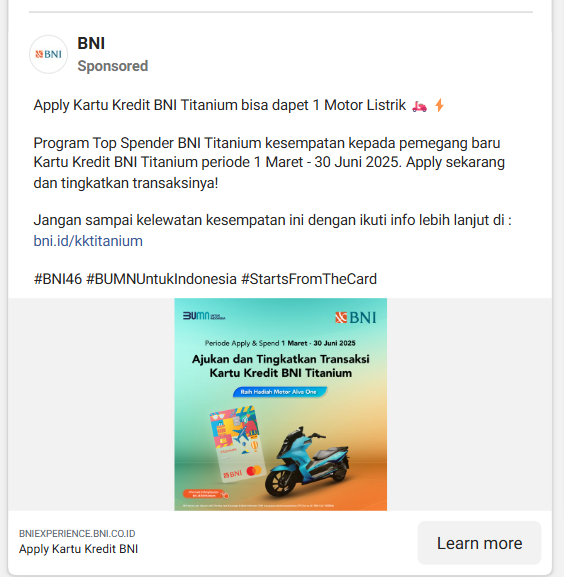 BNI
BNI
Sponsored
Apply Kartu Kredit BNI Titanium bisa dapet 1 Motor Listrik 🛵⚡
Program Top Spender BNI Titanium kesempatan kepada pemegang baru
Kartu Kredit BNI Titanium periode 1 Maret - 30 Juni 2025. Apply sekarang
dan tingkatkan transaksinya!
Jangan sampai kelewatan kesempatan ini dengan ikuti info lebih lanjut di :
bni.id/kktitanium
#BNI46 #BUMNUntukIndonesia #StartsFromTheCard
BUMN UNTUK INDONESIA
BNI
Periode Apply & Spend 1 Maret - 30 Juni 2025
Ajukan dan Tingkatkan Transaksi
Kartu Kredit BNI Titanium
Raih Hadiah Motor Alva One
BNI
BNIEXPERIENCE.BNI.CO.ID
Apply Kartu Kredit BNI
Learn more